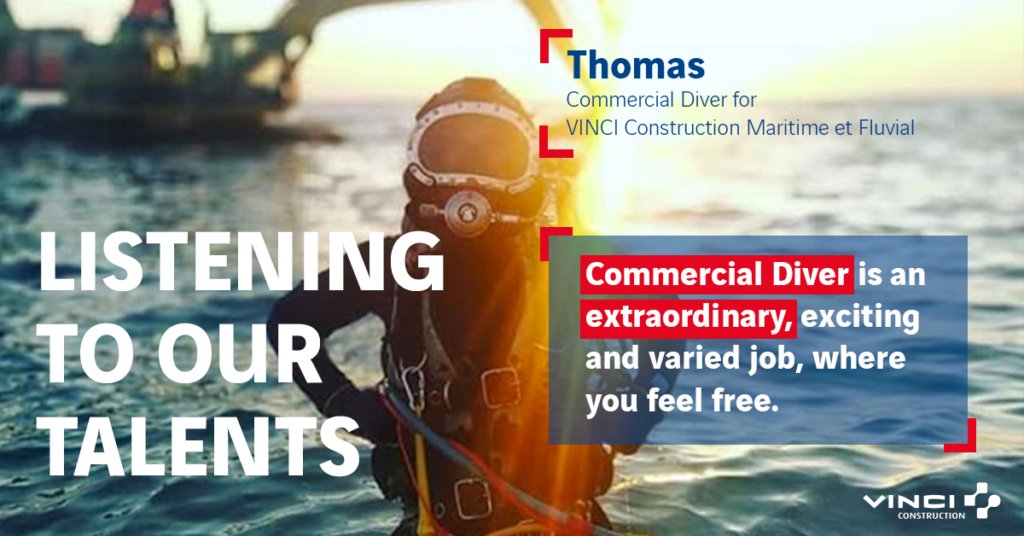 Thomas
Commercial Diver for
VINCI Construction Maritime et Fluvial
LISTENING
TO OUR
TALENTS
Commercial Diver is an
extraordinary, exciting
and varied job, where
you feel free.
VINCI
CONSTRUCTION